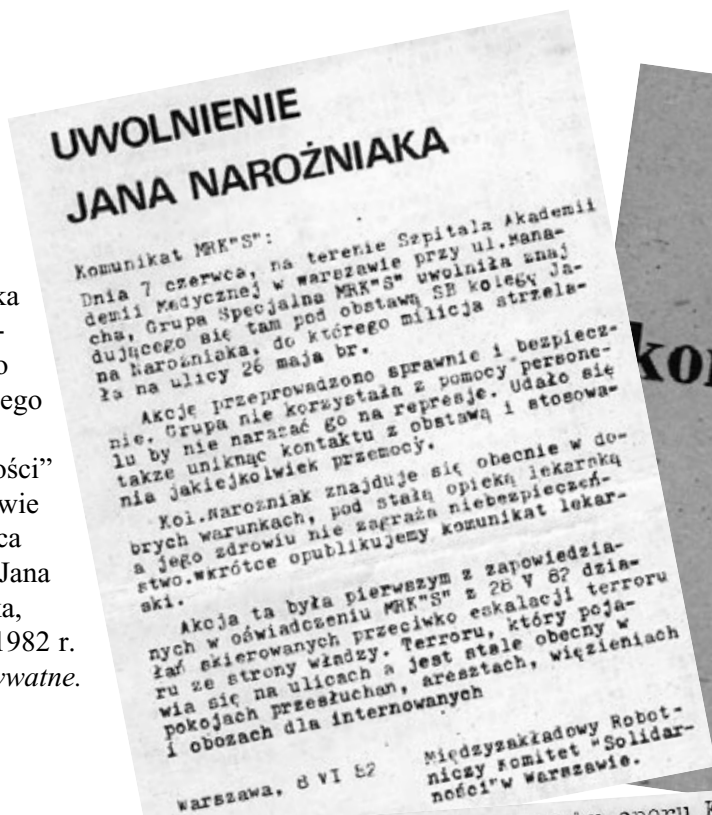 UWOLNIENIE
JANA NAROŻNIAKA
Komunikat MRK"S":
Dnia 7 czerwca, na terenie Szpitala Akademii
demii Medycznej w Warszawie przy ul.Bana-
cha, Grupa Specjalna MRK"S" uwolniła znaj
dującego się tam pod obstawą SB kolegę Ja-
na Narożniaka, do którego milicja strzela-
ła na ulicy 26 maja br.
Akcję przeprowadzono sprawnie i bezpiecz-
nie. Grupa nie korzystała z pomocy persone-
lu by nie narażać go na represje. Udało się
także uniknąć kontaktu z obstawą i stosowa-
nia jakiejkolwiek przemocy.
Kol.Narożniak znajduje się obecnie w do-
brych warunkach, pod stałą opieką lekarską
a jego zdrowiu nie zagraża niebezpieczeń-
stwo.Wkrótce opublikujemy komunikat lekar-
ski.
Akcja ta była pierwszym z zapowiedzia-
nych w oświadczeniu MRK"S" z 28 V 82 dzia-
łań skierowanych przeciwko eskalacji terroru
ru ze strony władzy. Terroru, który poja-
wia się na ulicach a jest stale obecny w
pokojach przesłuchań, aresztach, więzieniach
i obozach dla internowanych
Międzyzakładowy Robot-
niczy Komitet "Solidar-
ności"w Warszawie.
Warszawa, 8 VI 82
ka
-
o
ego
ości”
wie
ca
Jana
ka,
1982 r.
ywatne.
kor
sporu K